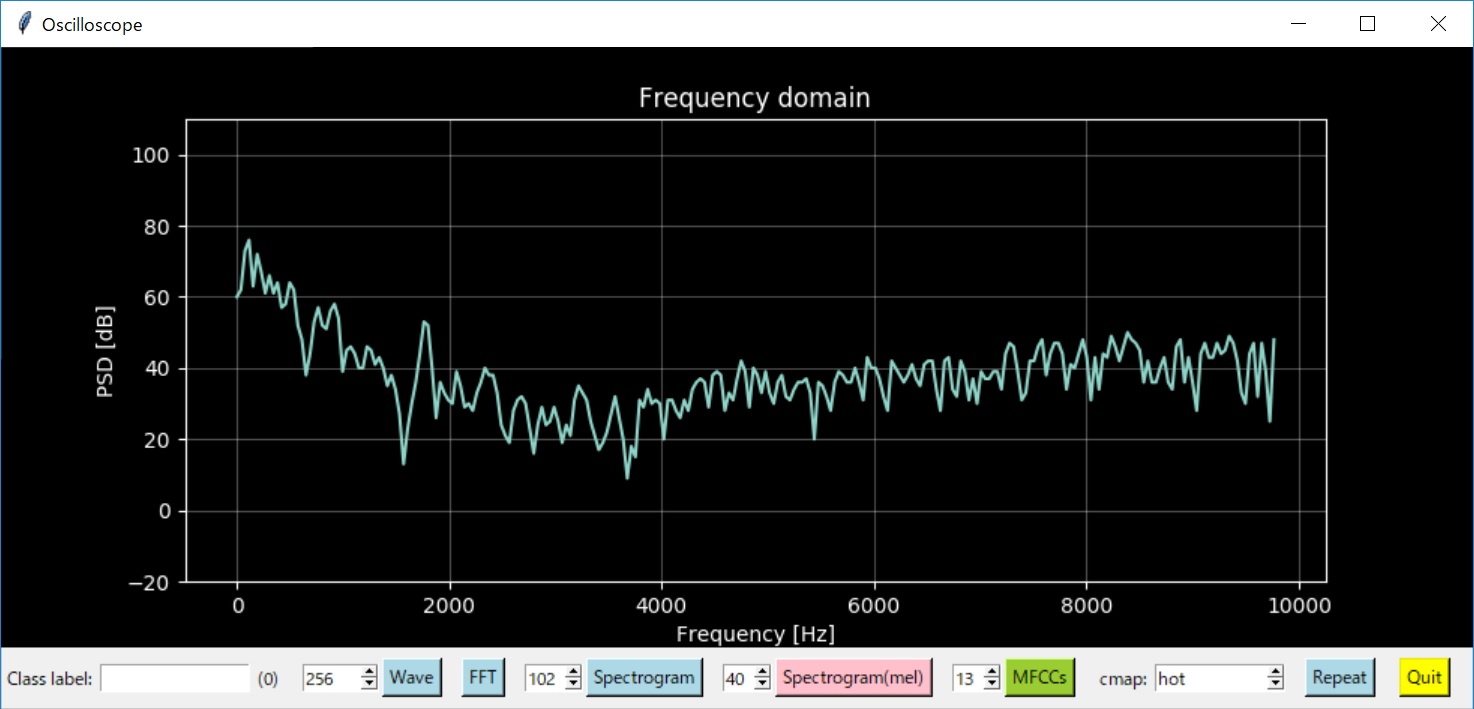 Oscilloscope
Frequency domain
100
80
60
40
20
0
−20
PSD [dB]
0 2000 4000 6000 8000 10000
Frequency [Hz]
Class label: (0) 256 Wave FFT 102 Spectrogram 40 Spectrogram(mel) 13 MFCCs cmap: hot Repeat Quit